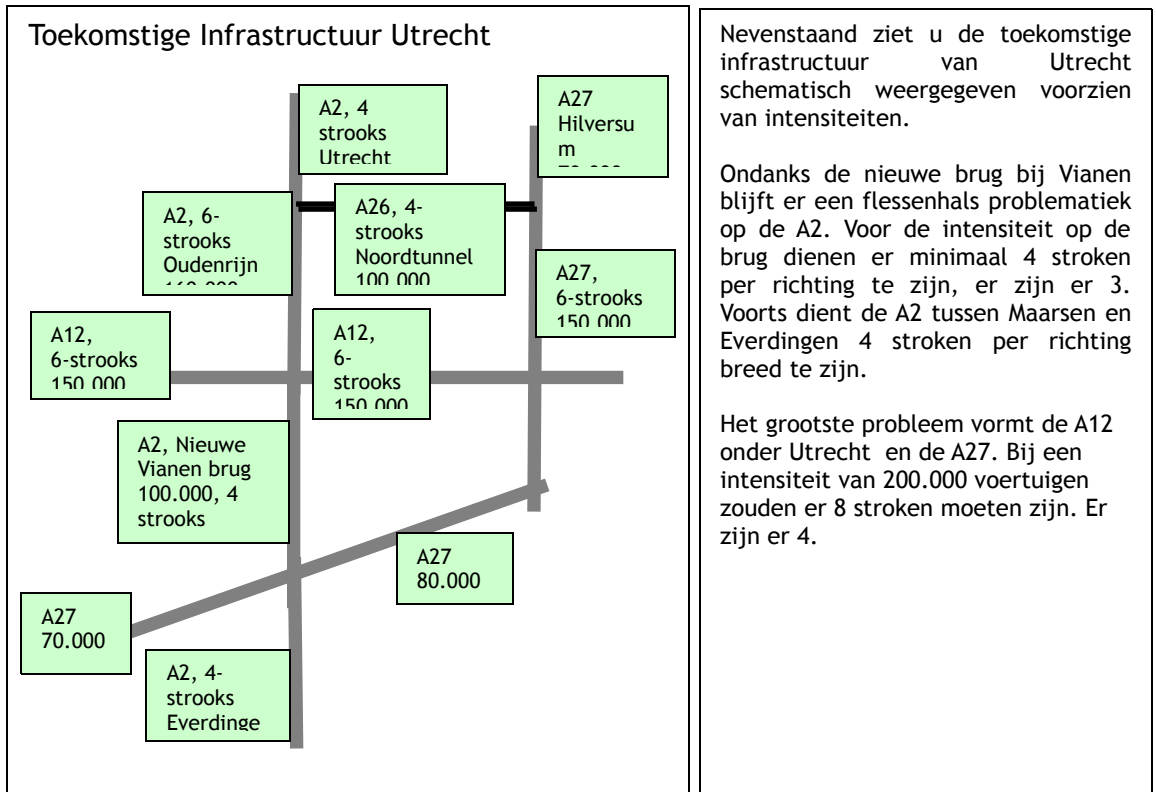 Toekomstige Infrastructuur Utrecht
A2, 4
strooks
Utrecht
A27
Hilversu
m
A2, 6-
strooks
Oudenrijn
A26, 4-
strooks
Noordtunnel
100.000
A27,
6-strooks
150.000
A12,
6-strooks
150.000
A12,
6-
strooks
150.000
A2, Nieuwe
Vianen brug
100.000, 4
strooks
A27
80.000
A27
70.000
A2, 4-
strooks
Everdinge
Nevenstaand ziet u de toekomstige
infrastructuur van Utrecht
schematisch weergegeven voorzien
van intensiteiten.
Ondanks de nieuwe brug bij Vianen
blijft er een flessenhals problematiek
op de A2. Voor de intensiteit op de
brug dienen er minimaal 4 stroken
per richting te zijn, er zijn er 3.
Voorts dient de A2 tussen Maarsen en
Everdingen 4 stroken per richting
breed te zijn.
Het grootste probleem vormt de A12
onder Utrecht en de A27. Bij een
intensiteit van 200.000 voertuigen
zouden er 8 stroken moeten zijn. Er
zijn er 4.